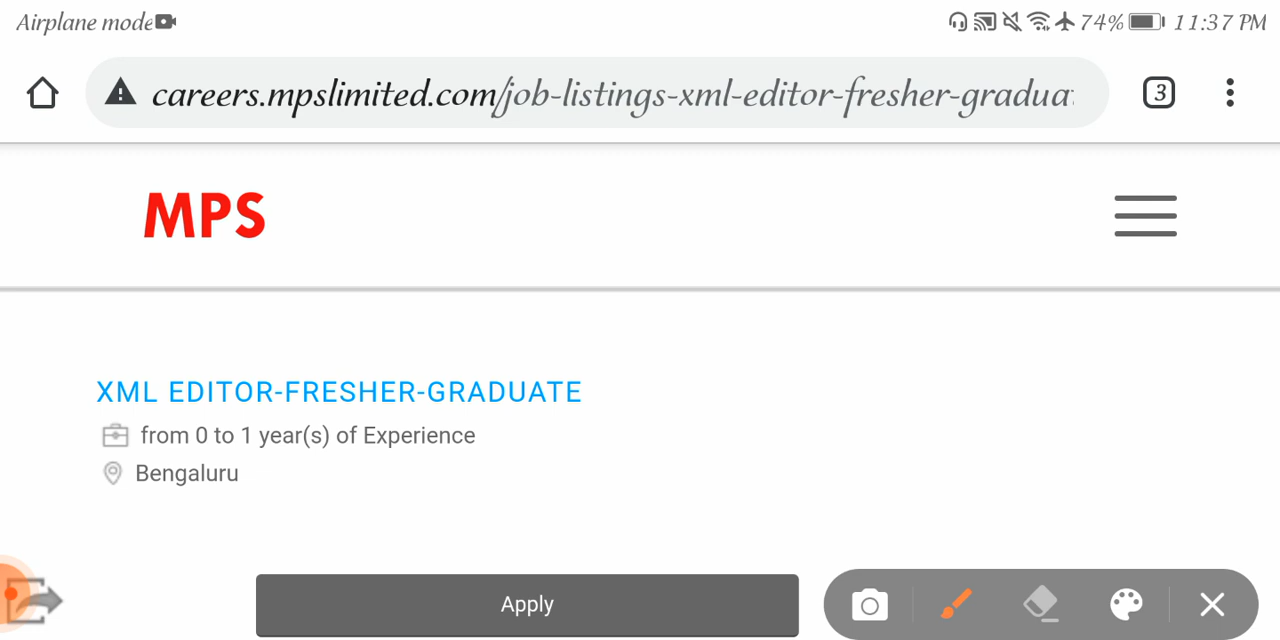 Airplane mode 74% 11:37 PM
careers.mpslimited.com/job-listings-xml-editor-fresher-gradua 3
MPS
XML EDITOR-FRESHER-GRADUATE
from 0 to 1 year(s) of Experience
Bengaluru
Apply